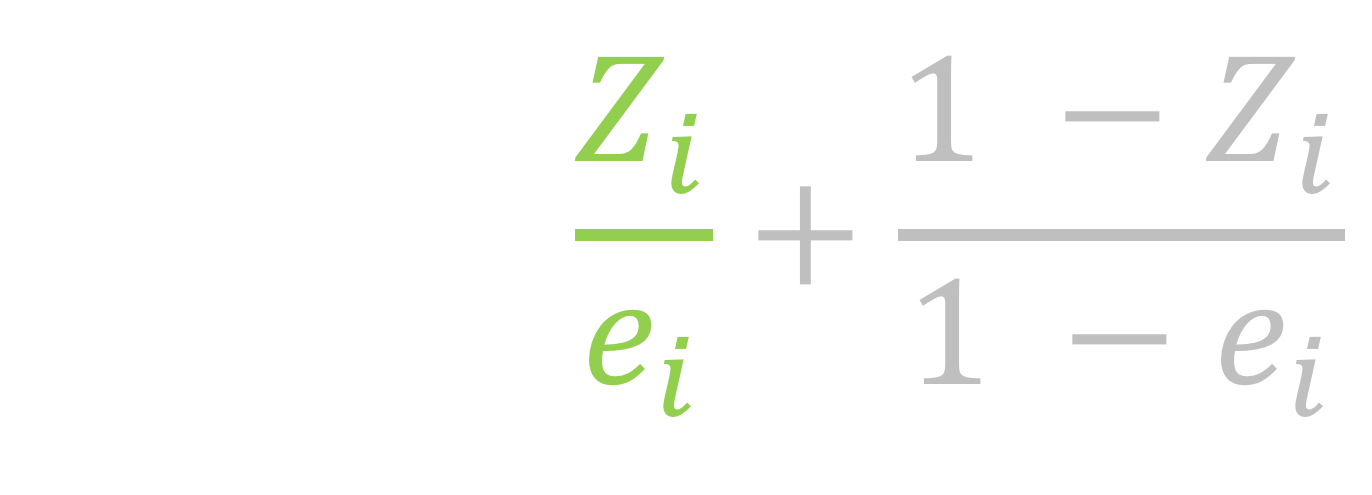 Z_i/e_i + (1 − Z_i)/(1 − e_i)